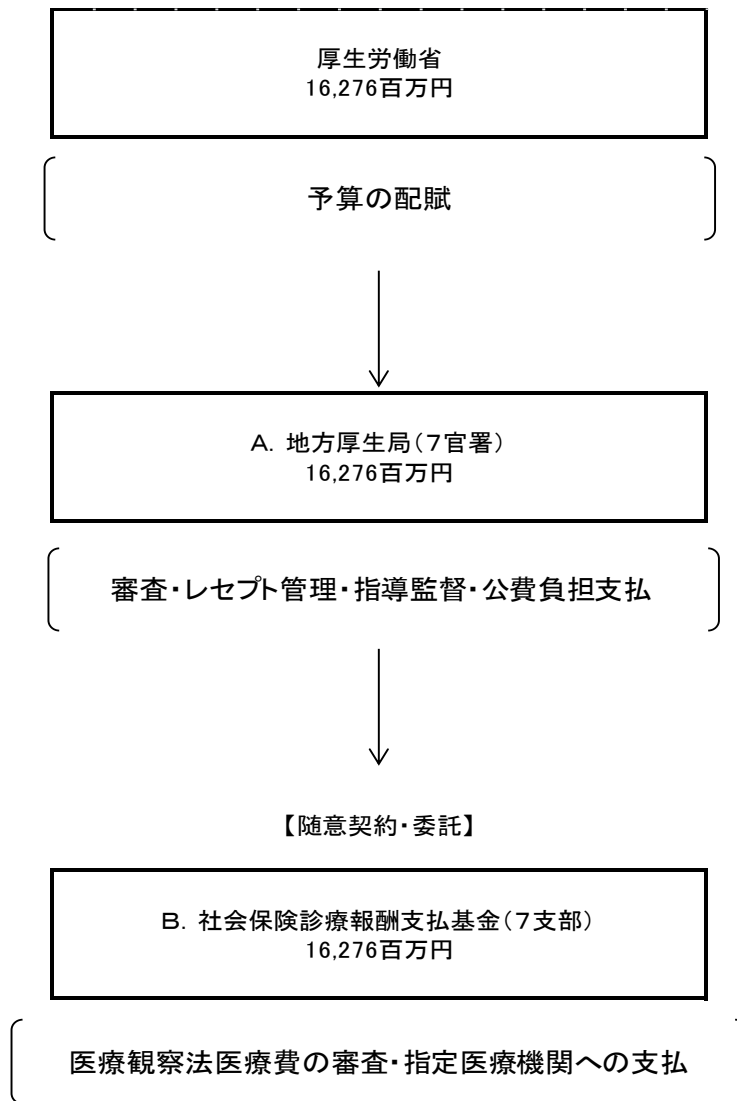 厚生労働省
16,276百万円
予算の配賦
A. 地方厚生局(7官署)
16,276百万円
審査・レセプト管理・指導監督・公費負担支払
【随意契約・委託】
B. 社会保険診療報酬支払基金(7支部)
16,276百万円
医療観察法医療費の審査・指定医療機関への支払